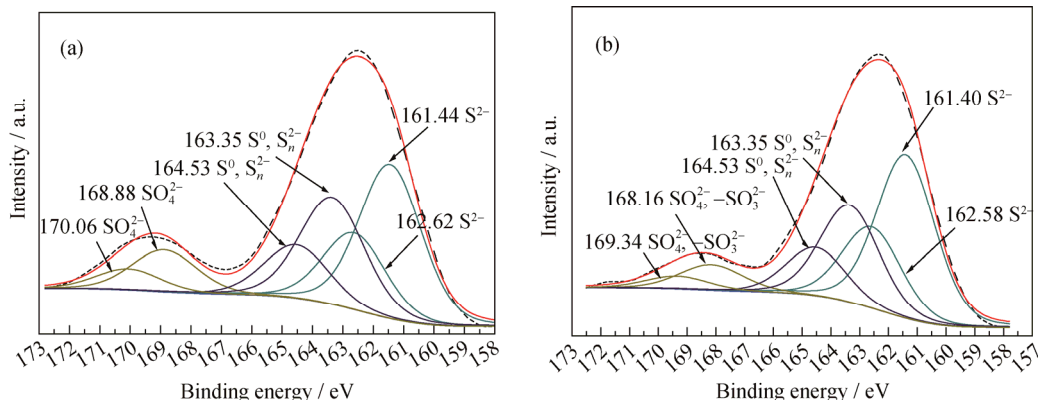 (a)
161.44 S²⁻
163.35 S⁰, Sₙ²⁻
164.53 S⁰, Sₙ²⁻
168.88 SO₄²⁻
170.06 SO₄²⁻
162.62 S²⁻
Intensity / a.u.
173 172 171 170 169 168 167 166 165 164 163 162 161 160 159 158
Binding energy / eV
(b)
161.40 S²⁻
163.35 S⁰, Sₙ²⁻
164.53 S⁰, Sₙ²⁻
168.16 SO₄²⁻, –SO₃²⁻
169.34 SO₄²⁻, –SO₃²⁻
162.58 S²⁻
Intensity / a.u.
173 172 171 170 169 168 167 166 165 164 163 162 161 160 159 158 157
Binding energy / eV